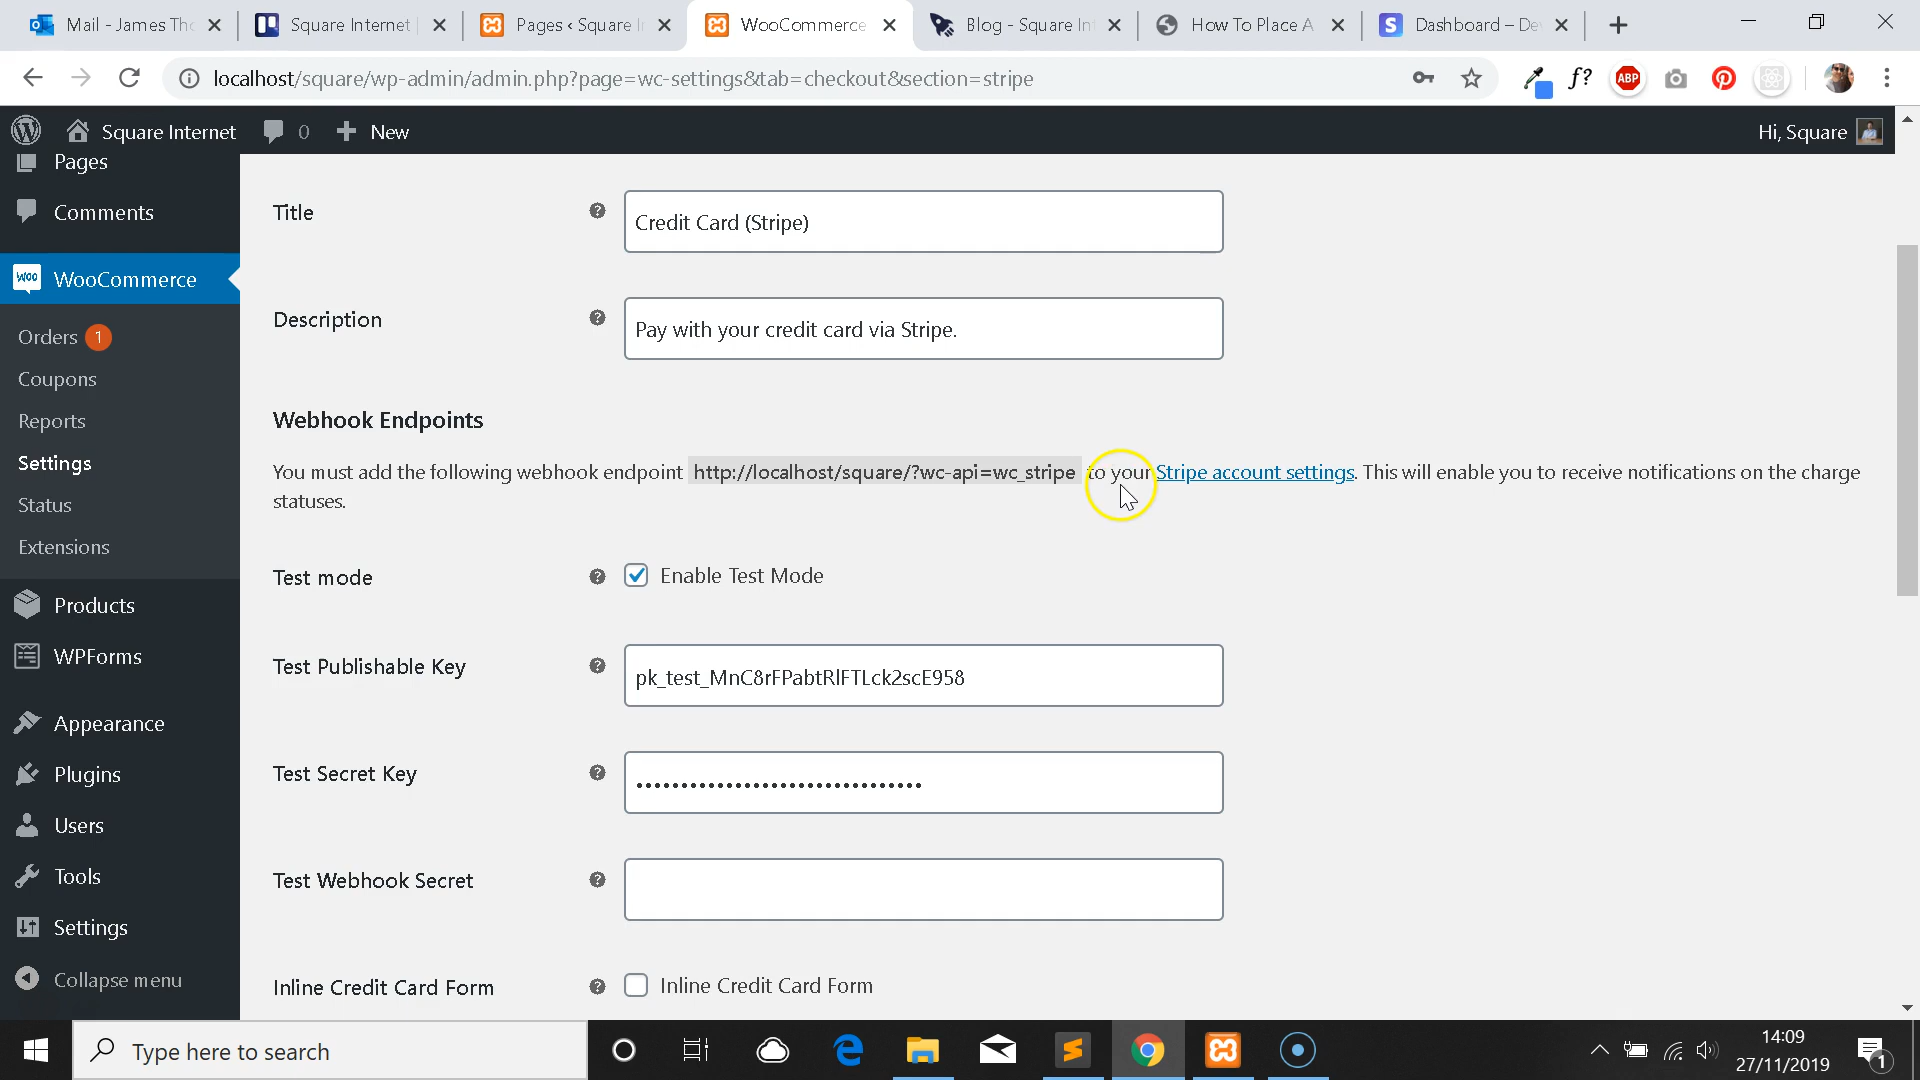 Mail - James Tho
Square Internet
Pages ‹ Square I
WooCommerce
Blog - Square Int
How To Place A
Dashboard – Dev
localhost/square/wp-admin/admin.php?page=wc-settings&tab=checkout&section=stripe
f?
ABP
Square Internet
0
New
Hi, Square
Pages
Comments
woo
WooCommerce
Orders 1
Coupons
Reports
Settings
Status
Extensions
Products
WPForms
Appearance
Plugins
Users
Tools
Settings
Collapse menu
Title
Credit Card (Stripe)
Description
Pay with your credit card via Stripe.
Webhook Endpoints
You must add the following webhook endpoint http://localhost/square/?wc-api=wc_stripe to your Stripe account settings. This will enable you to receive notifications on the charge
statuses.
Test mode
Enable Test Mode
Test Publishable Key
pk_test_MnC8rFPabtRlFTLck2scE958
Test Secret Key
Test Webhook Secret
Inline Credit Card Form
Inline Credit Card Form
Type here to search
14:09
27/11/2019
1